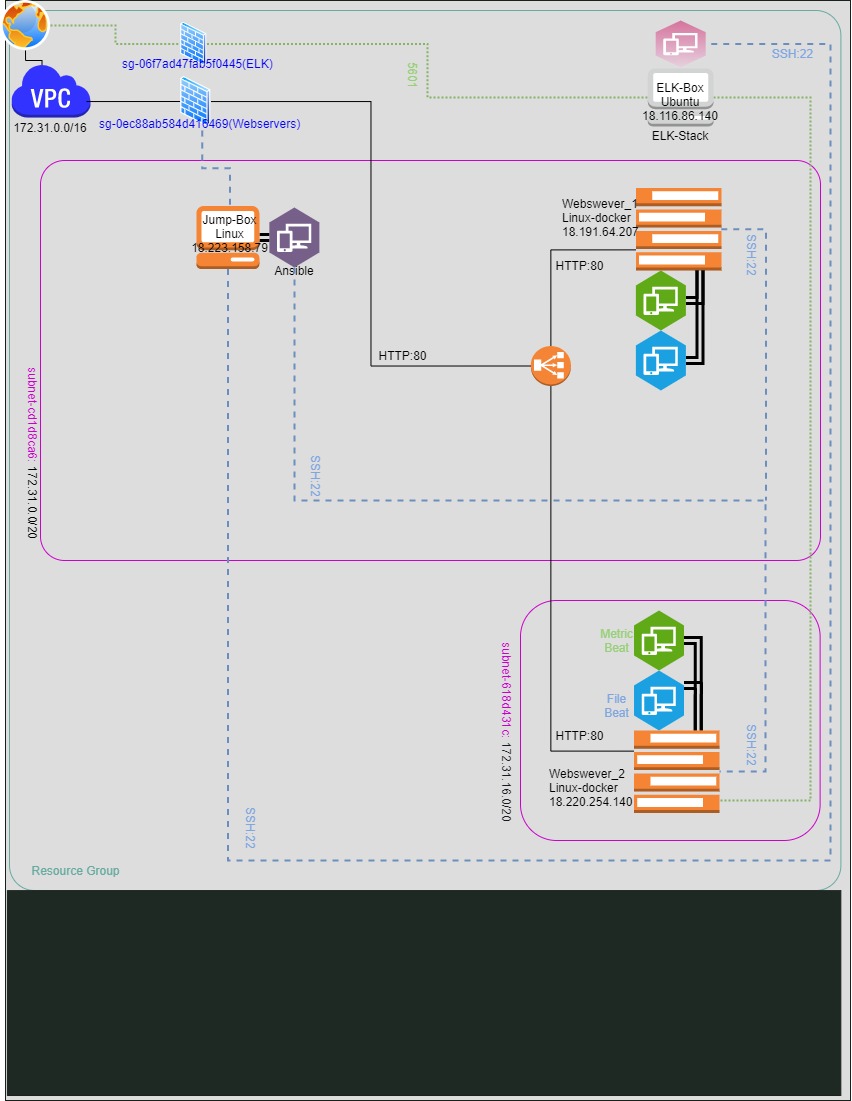 sg-06f7ad47fab5f0445(ELK)
5601
SSH:22
VPC
ELK-Box
Ubuntu
18.116.86.140
ELK-Stack
172.31.0.0/16
sg-0ec88ab584d416469(Webservers)
Jump-Box
Linux
18.223.158.79
Ansible
Webswever_1
Linux-docker
18.191.64.207
SSH:22
HTTP:80
HTTP:80
subnet-cd1d8ca6: 172.31.0.0/20
SSH:22
Metric
Beat
File
Beat
subnet-618d431c: 172.31.16.0/20
HTTP:80
SSH:22
Webswever_2
Linux-docker
18.220.254.140
SSH:22
Resource Group